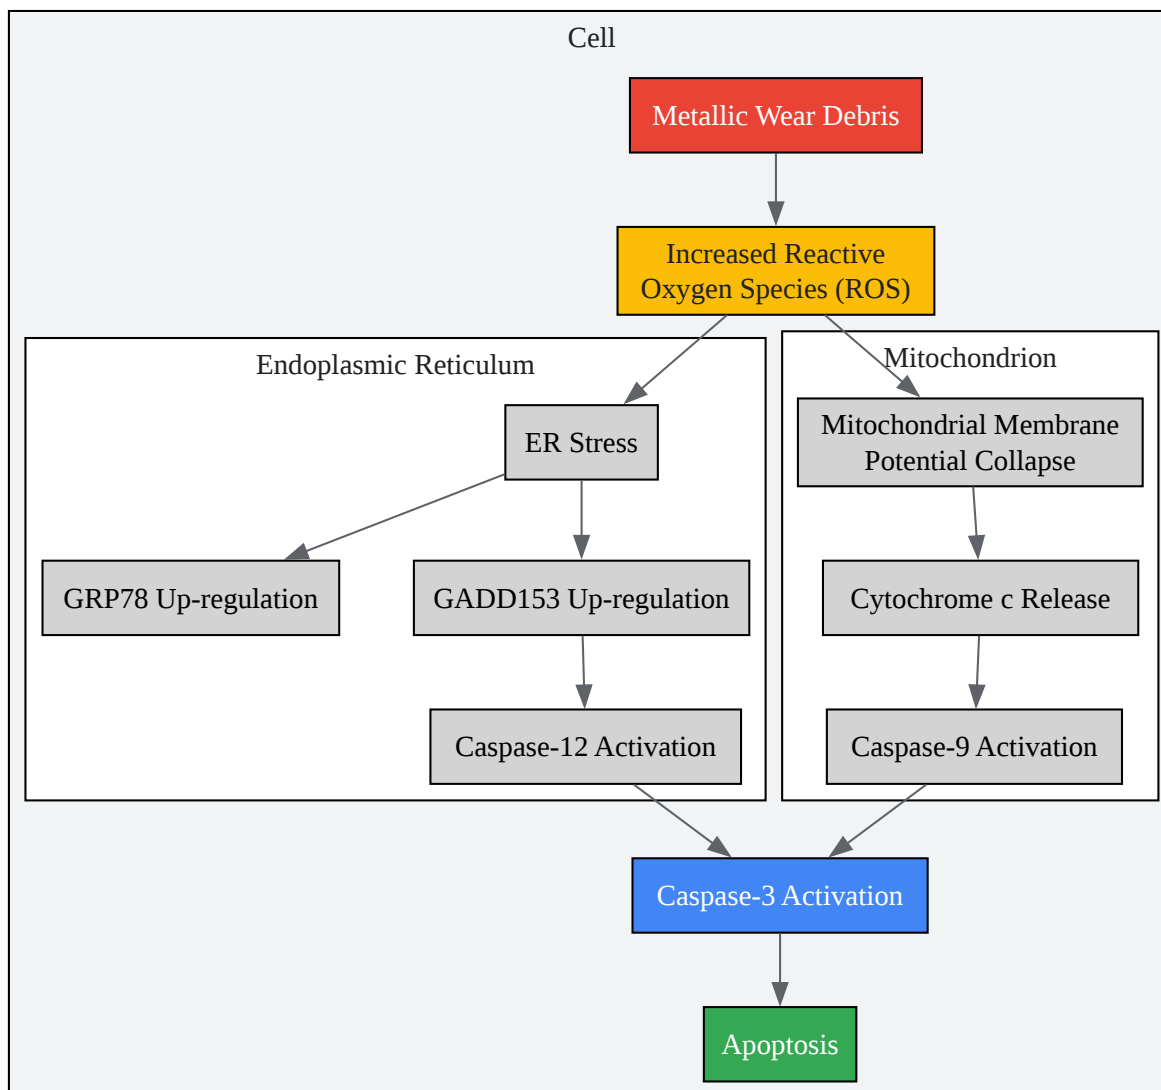 Cell
Metallic Wear Debris
Increased Reactive
Oxygen Species (ROS)
Endoplasmic Reticulum
Mitochondrion
ER Stress
Mitochondrial Membrane
Potential Collapse
GRP78 Up-regulation
GADD153 Up-regulation
Cytochrome c Release
Caspase-12 Activation
Caspase-9 Activation
Caspase-3 Activation
Apoptosis